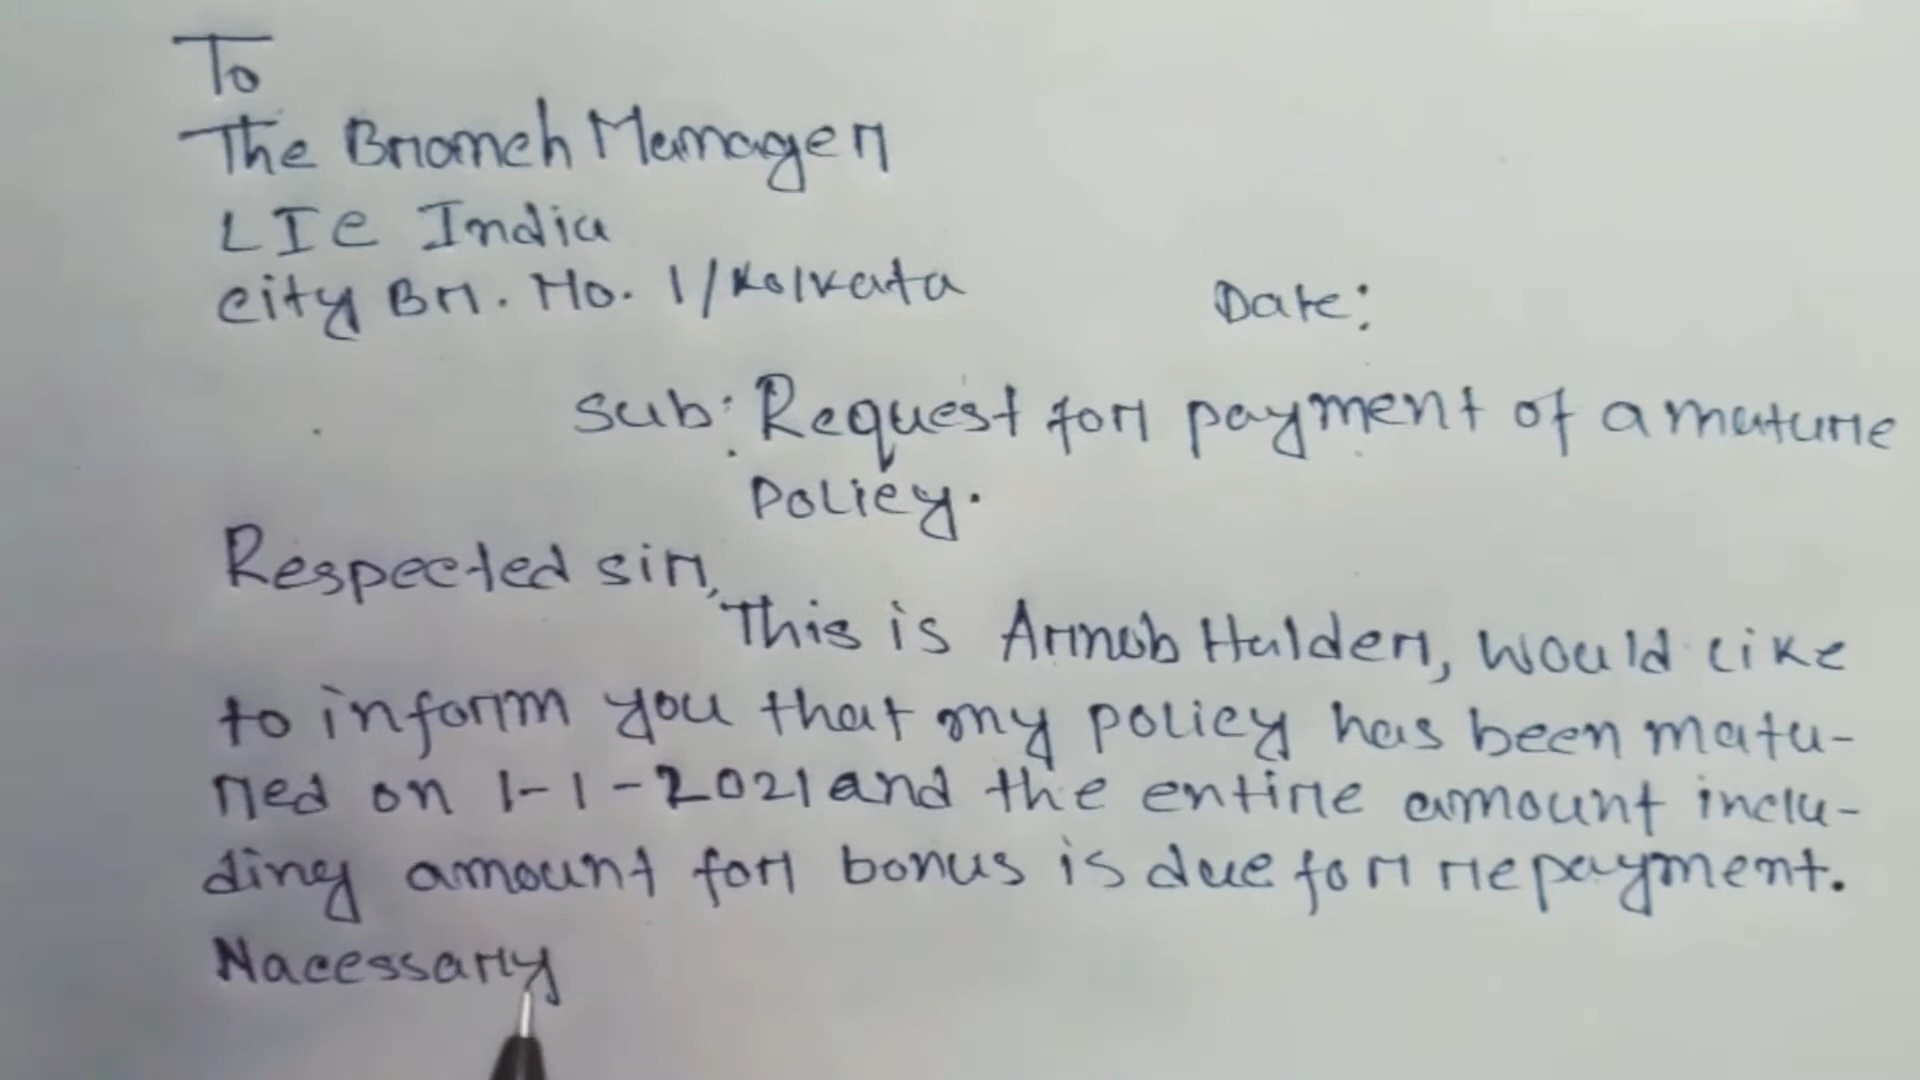 To
The Branch Manager
LIC India
City Br. No. 1/Kolkata
Date:
Sub: Request for payment of a mature
Policy.
Respected sir,
This is Arnab Halder, would like
to inform you that my policy has been matu-
red on 1-1-2021 and the entire amount inclu-
ding amount for bonus is due for repayment.
Nacessary